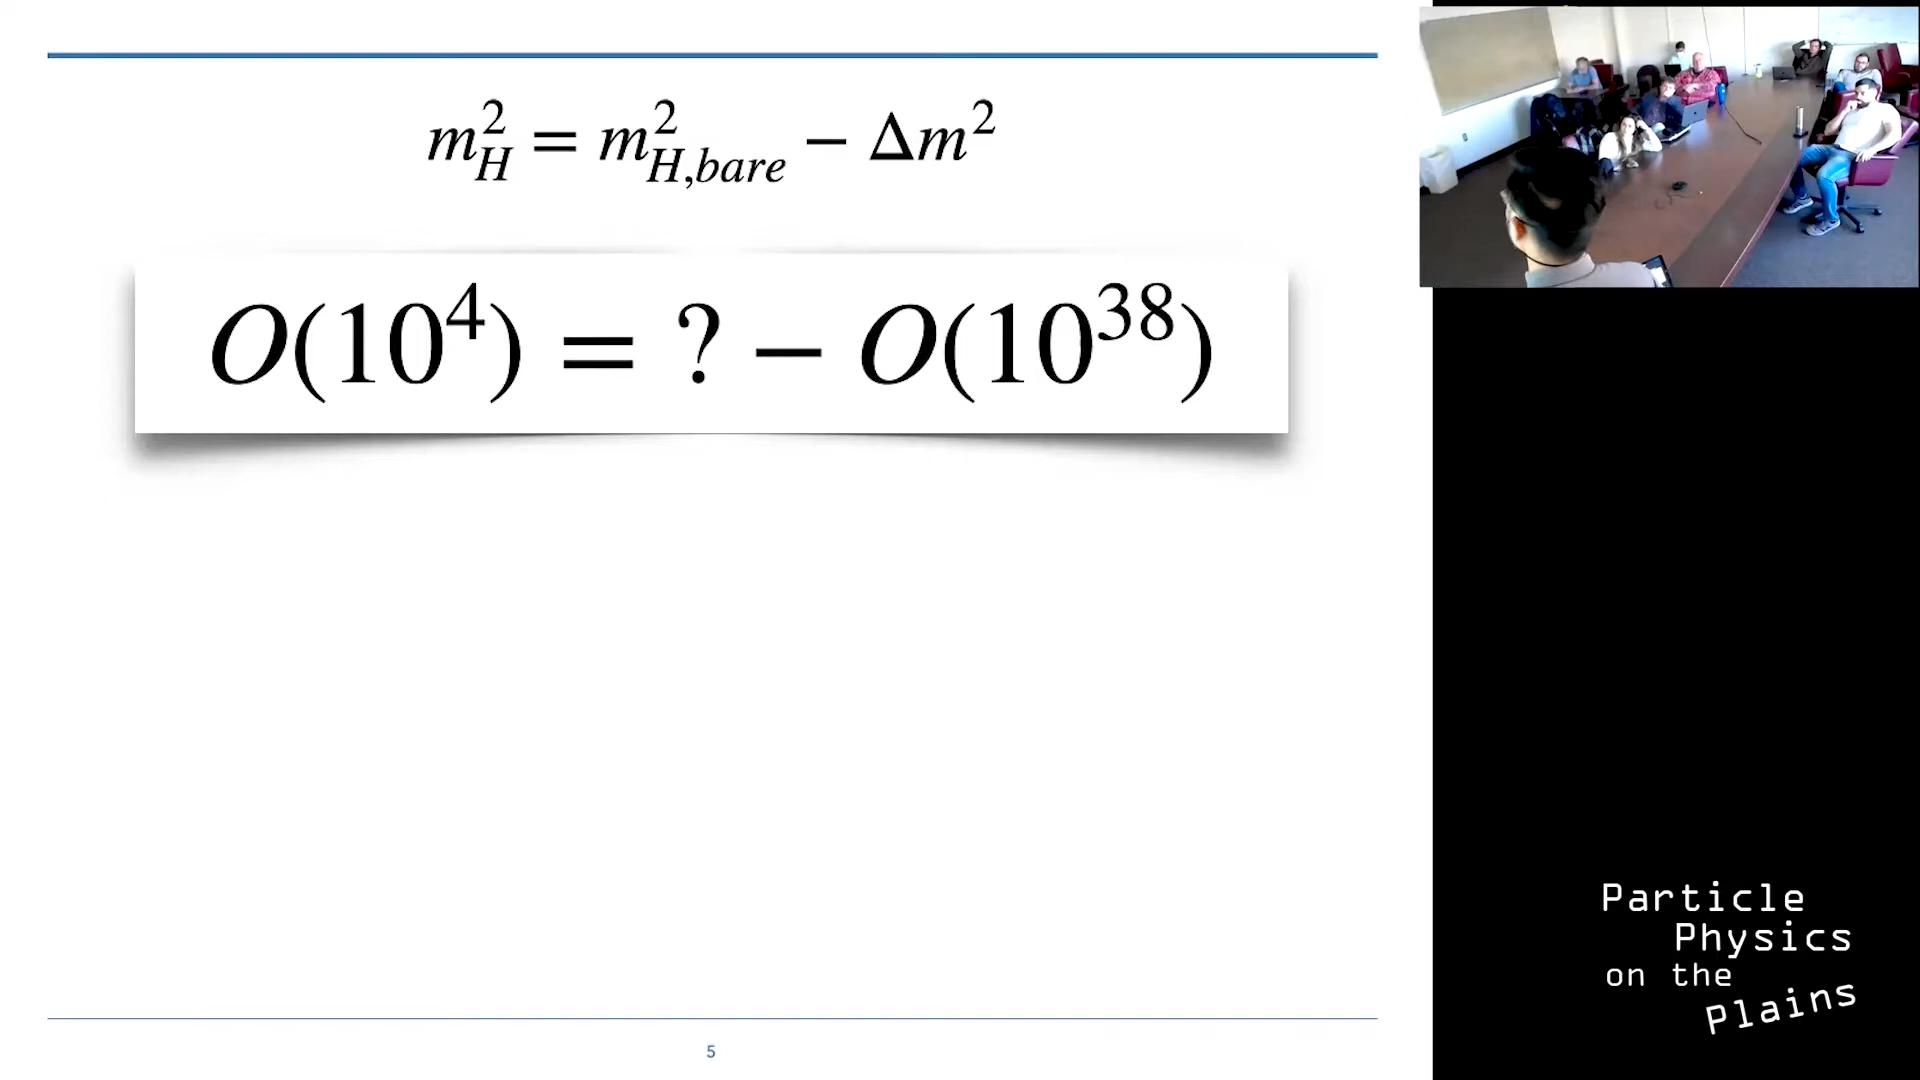 m_H^2 = m_{H,bare}^2 − Δm^2
O(10^4) = ? − O(10^38)
5
Particle
Physics
on the
Plains